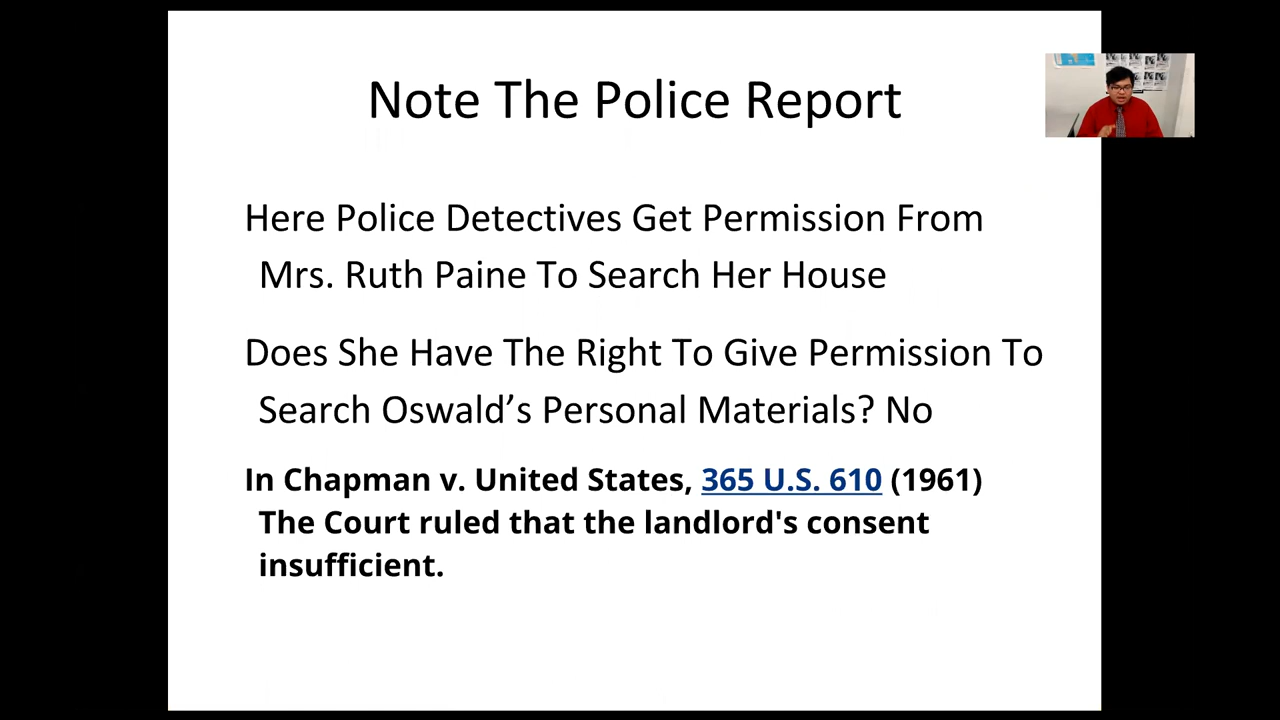 Note The Police Report
Here Police Detectives Get Permission From
Mrs. Ruth Paine To Search Her House
Does She Have The Right To Give Permission To
Search Oswald’s Personal Materials? No
In Chapman v. United States, 365 U.S. 610 (1961)
The Court ruled that the landlord's consent
insufficient.